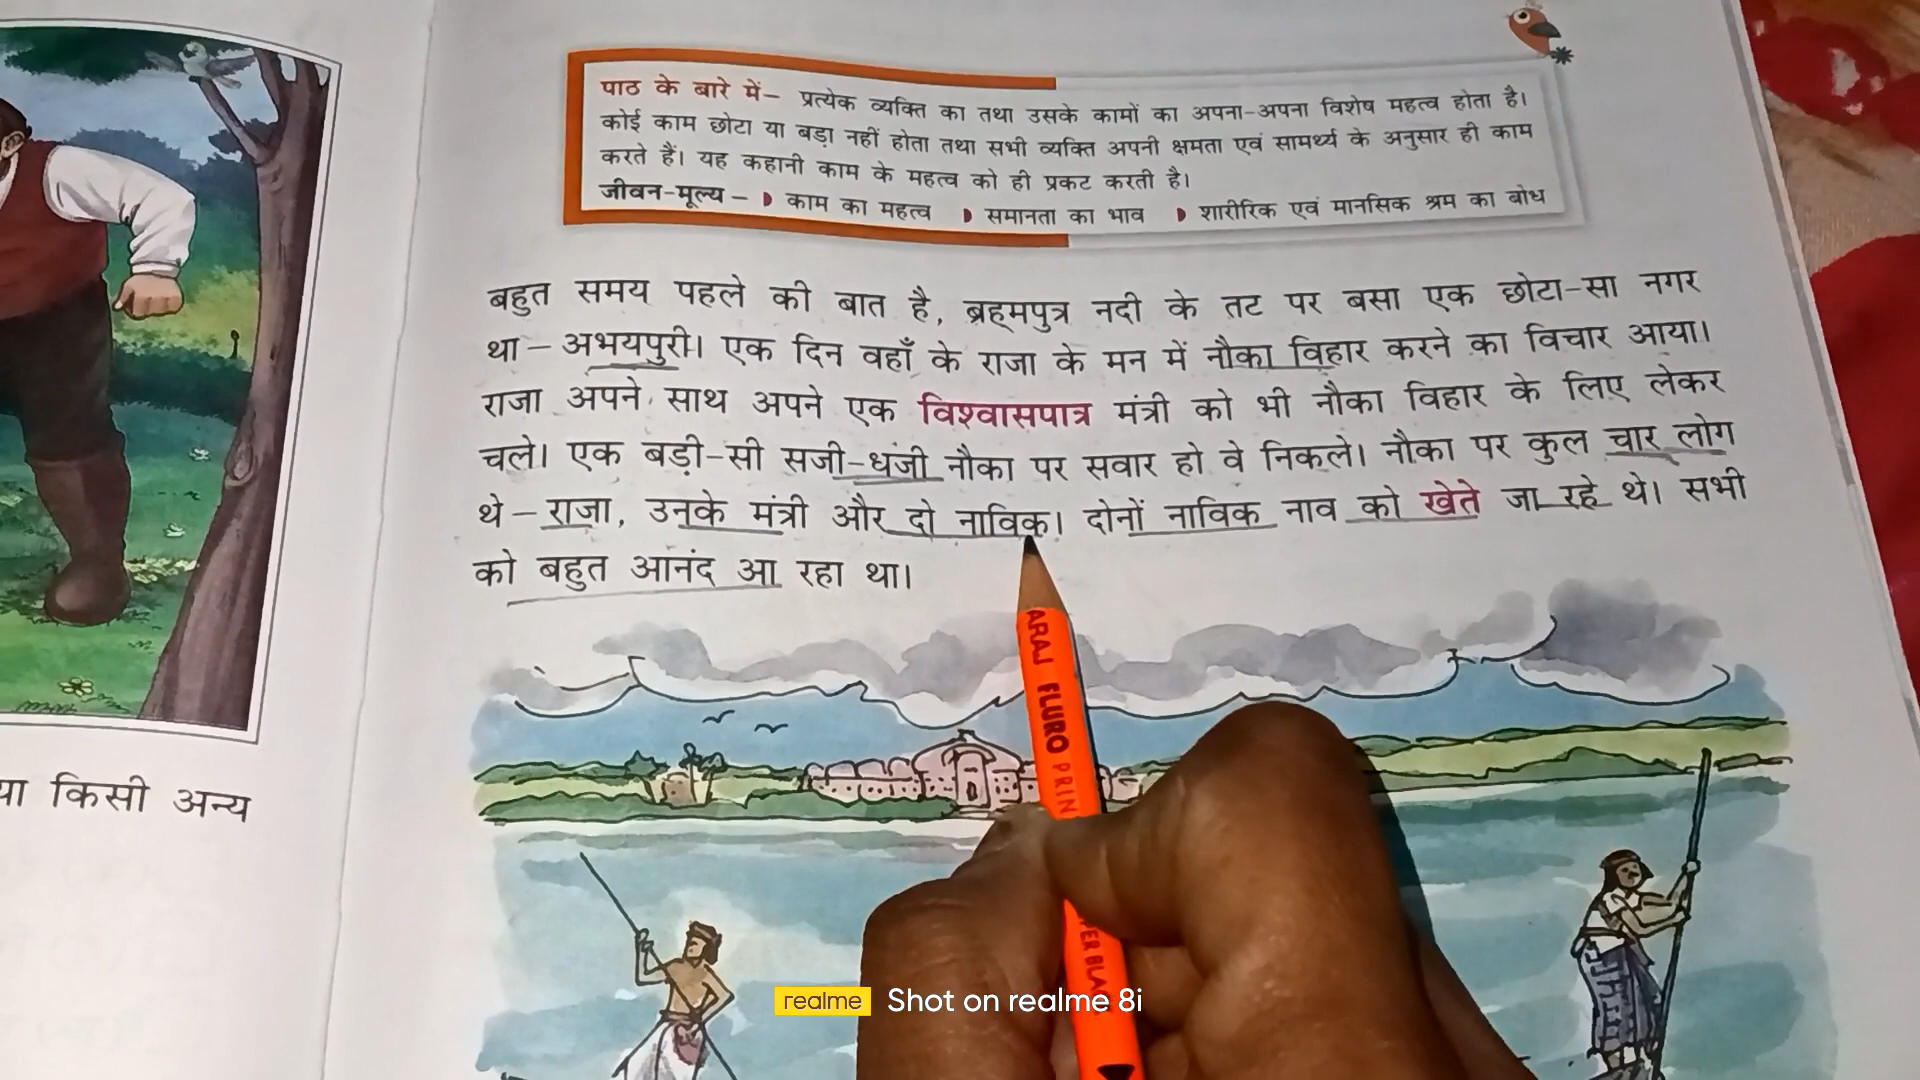 पाठ के बारे में– प्रत्येक व्यक्ति का तथा उसके कामों का अपना-अपना विशेष महत्व होता है।
कोई काम छोटा या बड़ा नहीं होता तथा सभी व्यक्ति अपनी क्षमता एवं सामर्थ्य के अनुसार ही काम
करते हैं। यह कहानी काम के महत्व को ही प्रकट करती है।
जीवन-मूल्य – काम का महत्व समानता का भाव शारीरिक एवं मानसिक श्रम का बोध
बहुत समय पहले की बात है, ब्रह्मपुत्र नदी के तट पर बसा एक छोटा-सा नगर
था – अभयपुरी। एक दिन वहाँ के राजा के मन में नौका विहार करने का विचार आया।
राजा अपने साथ अपने एक विश्वासपात्र मंत्री को भी नौका विहार के लिए लेकर
चले। एक बड़ी-सी सजी-धजी नौका पर सवार हो वे निकले। नौका पर कुल चार लोग
थे – राजा, उनके मंत्री और दो नाविक। दोनों नाविक नाव को खेते जा रहे थे। सभी
को बहुत आनंद आ रहा था।
या किसी अन्य
ARAJ FLURO PRIN
PER BLA
realme Shot on realme 8i